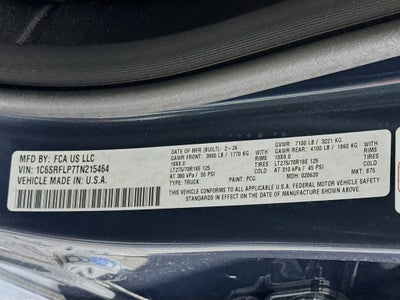 MFD BY: FCA US LLC
VIN: 1C6SRFLP7TN215464
VEHICLE MADE IN: U.S.A.
DATE OF MFR (BUILT): 2-26
GAWR FRONT: 3900 LB / 1770 KG WITH
18X8.0 RIMS
LT275/70R18E 125 TIRES
AT 380 kPa / 55 PSI COLD
TYPE: TRUCK
GVWR: 7100 LB / 3221 KG
GAWR REAR: 4100 LB / 1860 KG WITH
18X8.0 RIMS
LT275/70R18E 125 TIRES
AT 310 kPa / 45 PSI COLD
MDH: 020620
PAINT: PCG
MKT: 875
THIS VEHICLE CONFORMS TO ALL APPLICABLE U.S.A. FEDERAL MOTOR VEHICLE SAFETY
STANDARDS IN EFFECT ON THE DATE OF MANUFACTURE SHOWN ABOVE.